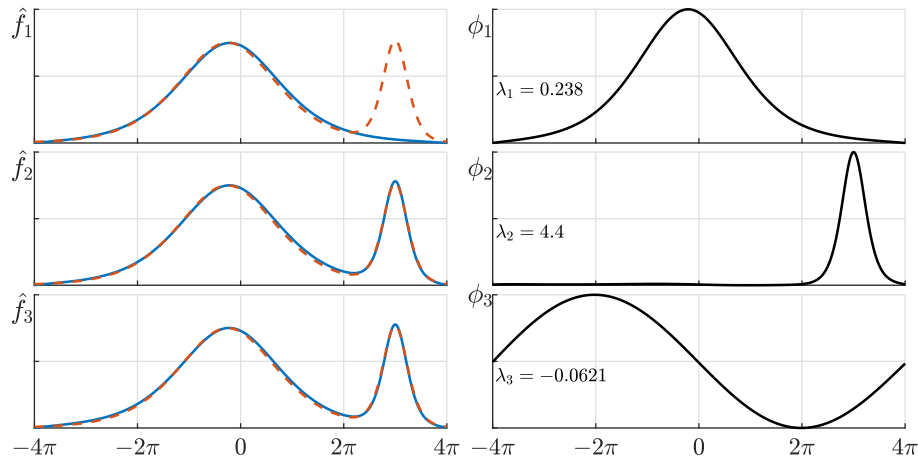 f̂₁
ϕ₁
λ₁ = 0.238
f̂₂
ϕ₂
λ₂ = 4.4
f̂₃
ϕ₃
λ₃ = −0.0621
−4π −2π 0 2π 4π
−4π −2π 0 2π 4π